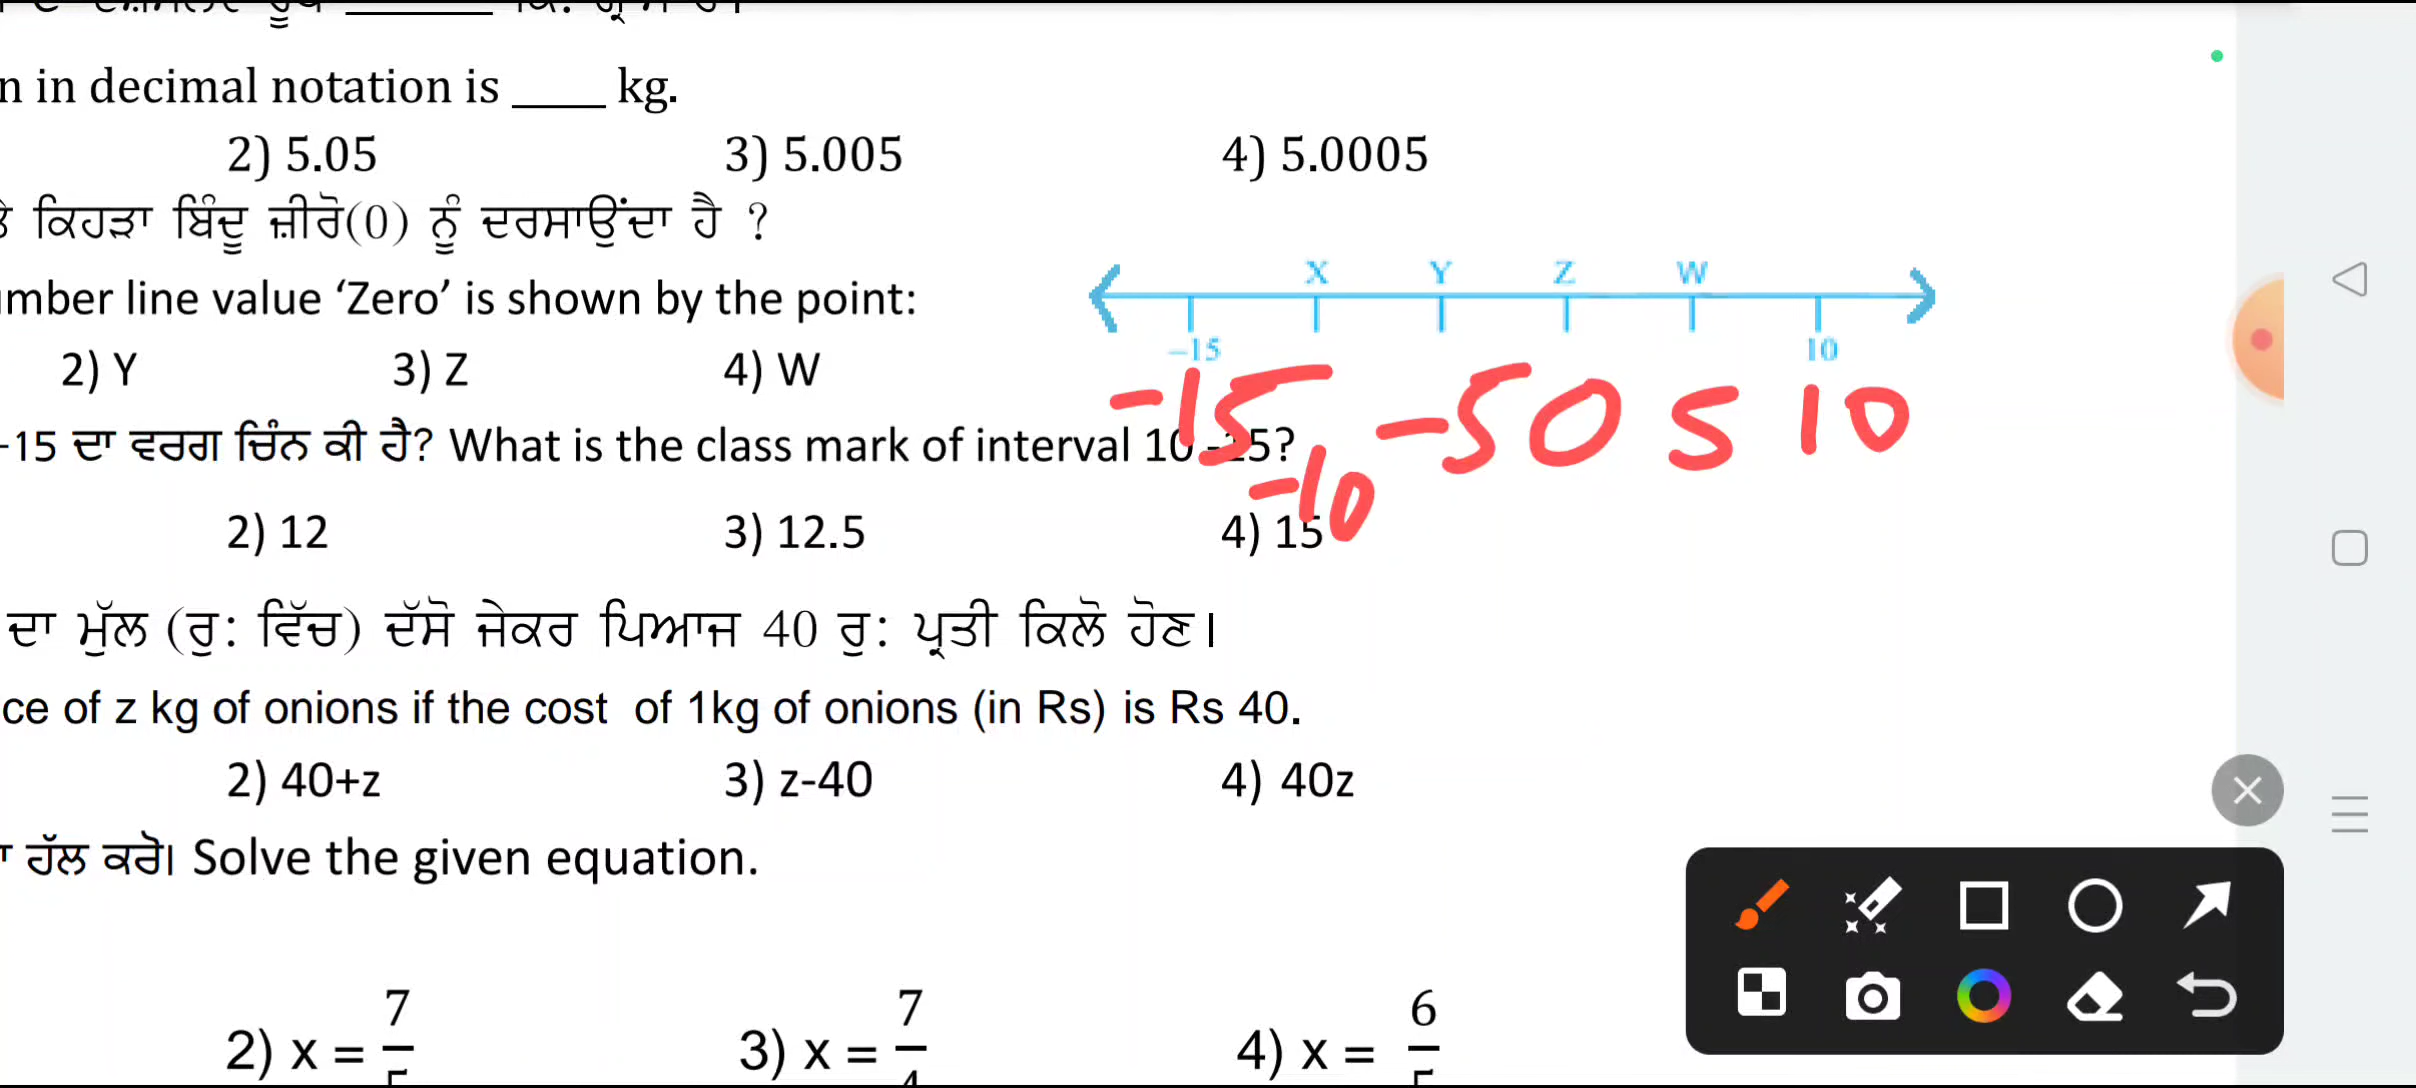 n in decimal notation is ____ kg.
2) 5.05 3) 5.005 4) 5.0005
ਕਿਹੜਾ ਬਿੰਦੂ ਜ਼ੀਰੋ(0) ਨੂੰ ਦਰਸਾਉਂਦਾ ਹੈ ?
mber line value ‘Zero’ is shown by the point:
X Y Z W
-15 10
2) Y 3) Z 4) W
-15 -10 -5 0 5 10
-15 ਦਾ ਵਰਗ ਚਿੰਨ ਕੀ ਹੈ? What is the class mark of interval 10 -15?
2) 12 3) 12.5 4) 15
ਦਾ ਮੁੱਲ (ਰੁ: ਵਿੱਚ) ਦੱਸੋ ਜੇਕਰ ਪਿਆਜ 40 ਰੁ: ਪ੍ਰਤੀ ਕਿਲੋ ਹੋਣ।
ce of z kg of onions if the cost of 1kg of onions (in Rs) is Rs 40.
2) 40+z 3) z-40 4) 40z
ਹੱਲ ਕਰੋ। Solve the given equation.
2) x = 7 3) x = 7 4) x = 6